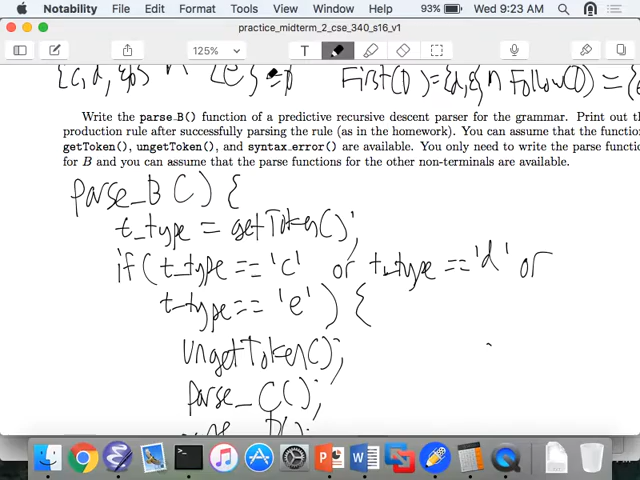 Notability File Edit Format Tools View Window Help 93% Wed 9:23 AM
practice_midterm_2_cse_340_s16_v1
125% T
{c, d, } ∩ {e} = ∅ First(D) = {d, ε} ∩ Follow(D) = {
Write the parse_B() function of a predictive recursive descent parser for the grammar. Print out th
production rule after successfully parsing the rule (as in the homework). You can assume that the function
getToken(), ungetToken(), and syntax_error() are available. You only need to write the parse functio
for B and you can assume that the parse functions for the other non-terminals are available.
parse_B() {
t_type = getToken();
if (t_type == 'c' or t_type == 'd' or
t_type == 'e') {
ungetToken();
parse_C();
parse_D();